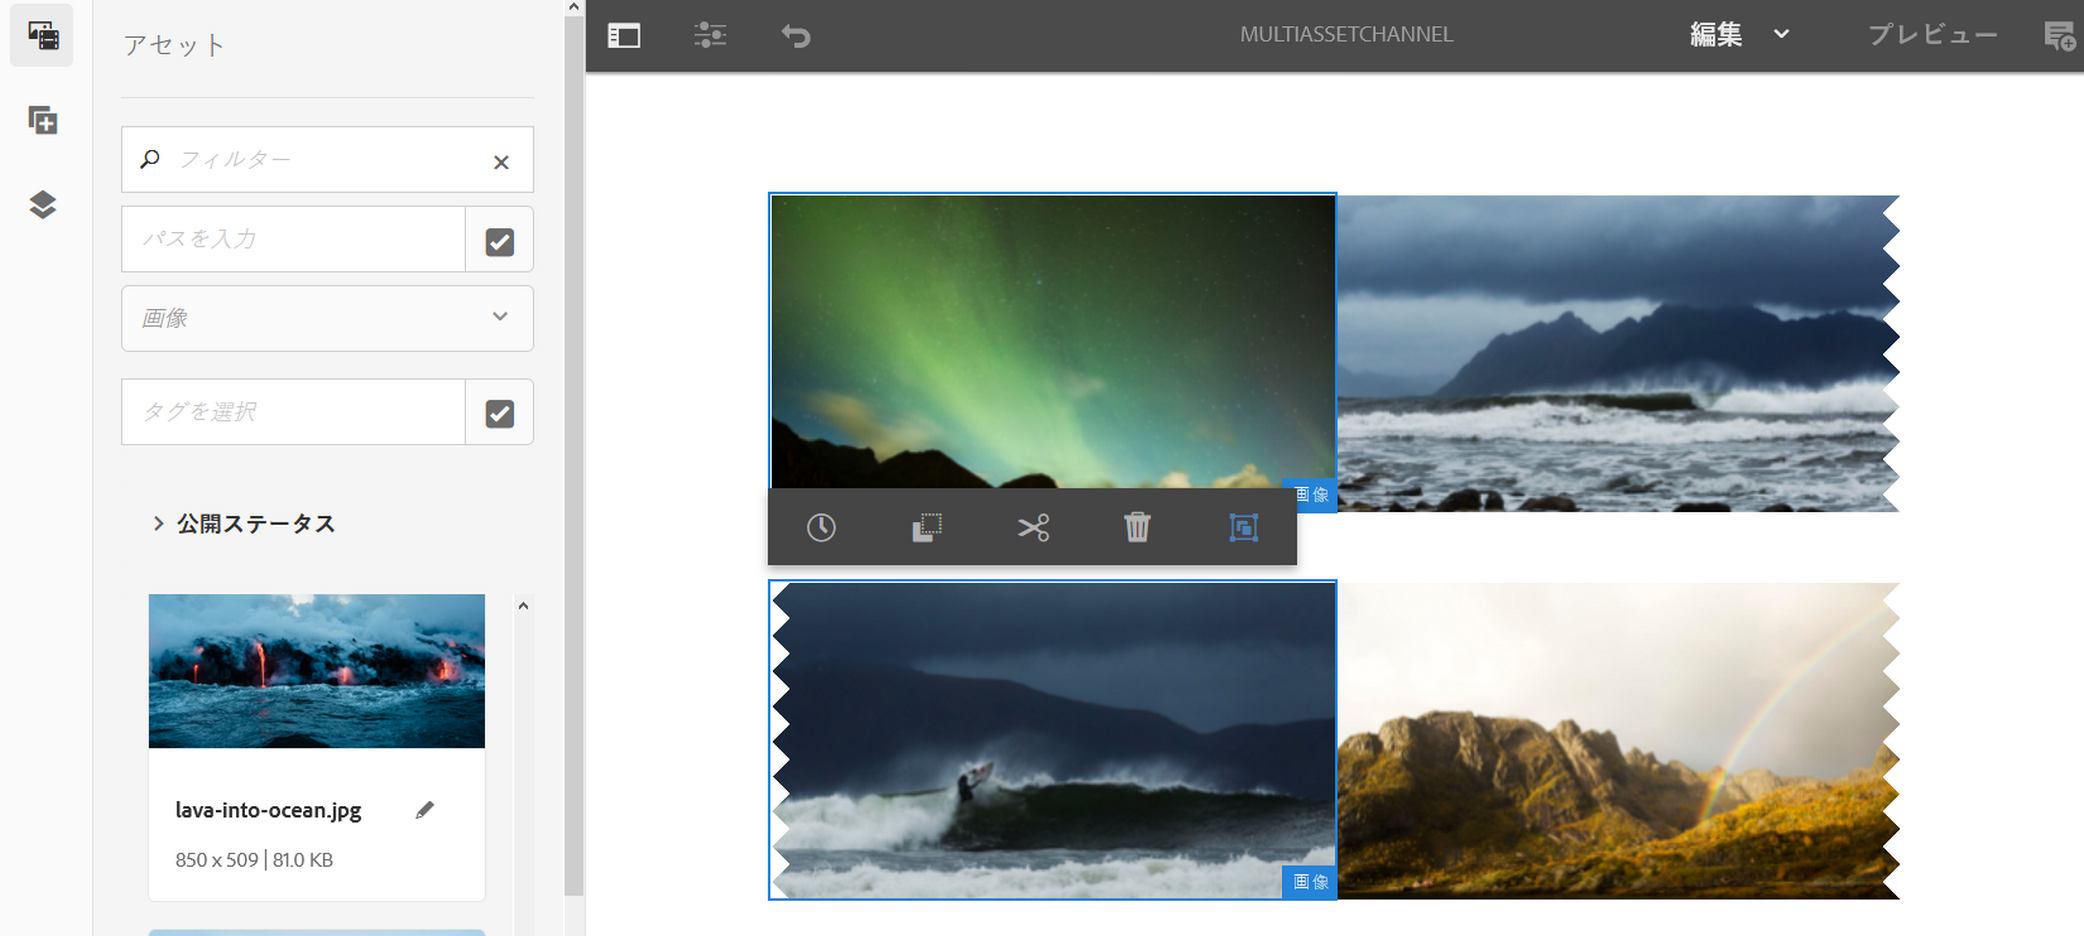 アセット
フィルター
パスを入力
画像
タグを選択
公開ステータス
lava-into-ocean.jpg
850 x 509 | 81.0 KB
MULTIASSETCHANNEL
編集
プレビュー
画像
画像